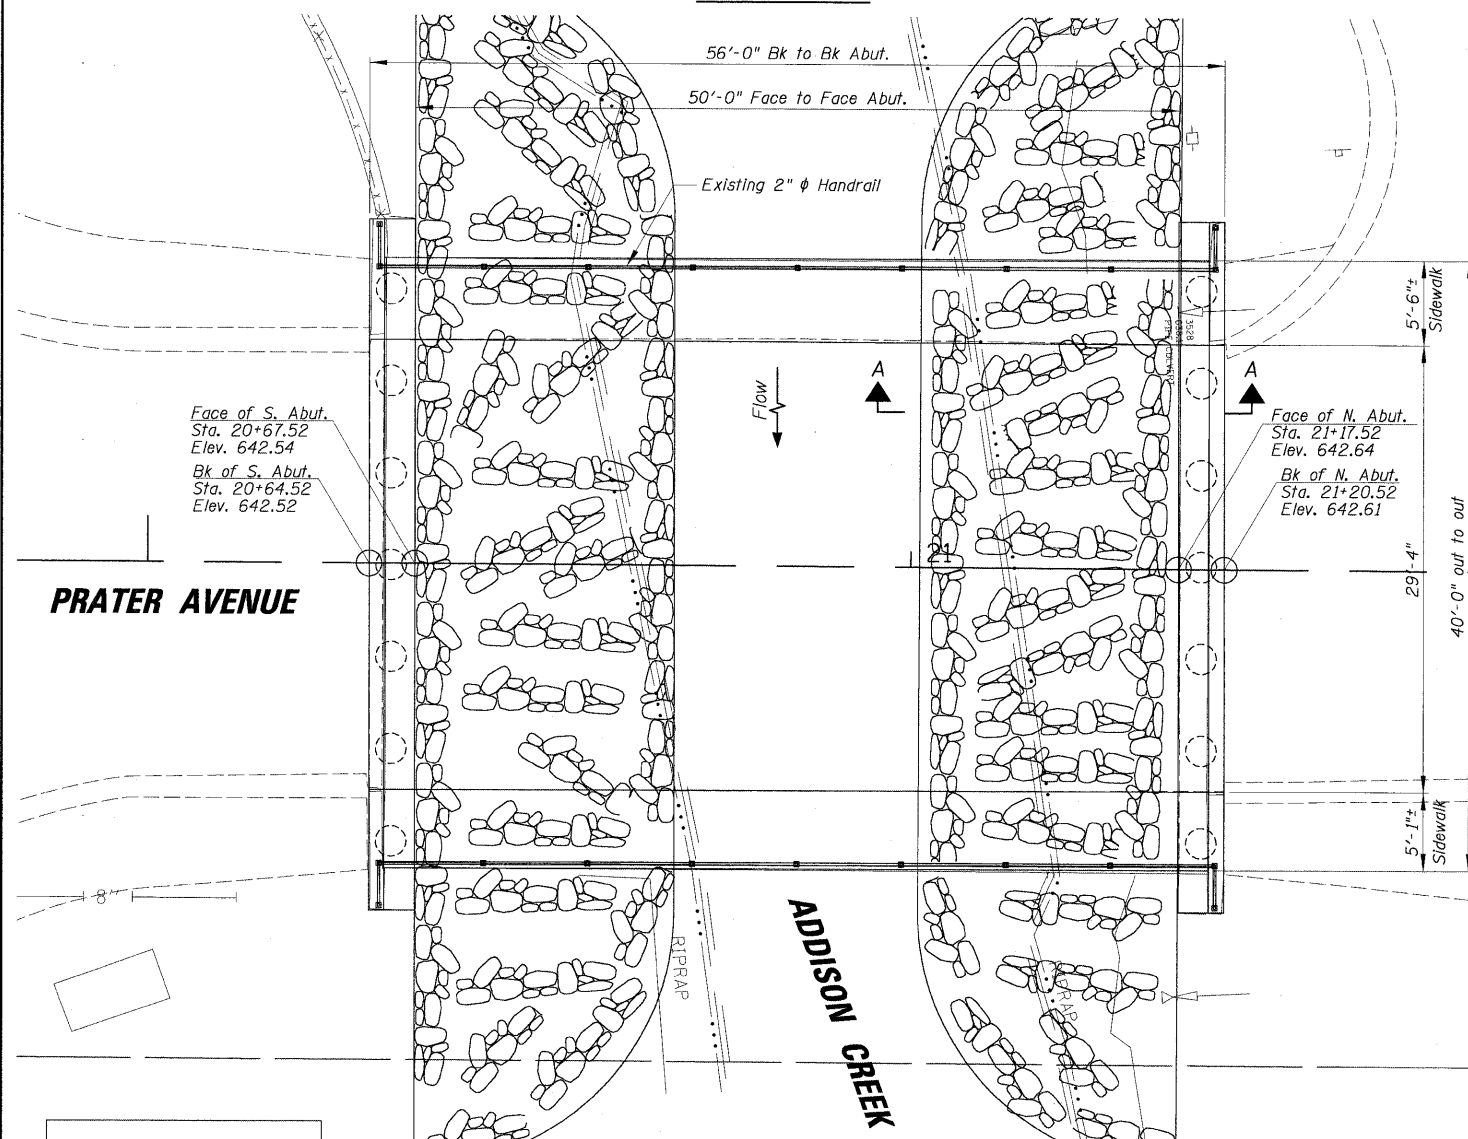 56'-0" Bk to Bk Abut.
50'-0" Face to Face Abut.
Existing 2" ϕ Handrail
5'-6"±
Sidewalk
Flow
A
A
Face of S. Abut.
Sta. 20+67.52
Elev. 642.54
Bk of S. Abut.
Sta. 20+64.52
Elev. 642.52
Face of N. Abut.
Sta. 21+17.52
Elev. 642.64
Bk of N. Abut.
Sta. 21+20.52
Elev. 642.61
21
29'-4"
40'-0" out to out
PRATER AVENUE
5'-1"±
Sidewalk
8"
RIPRAP
ADDISON CREEK
RIPRAP